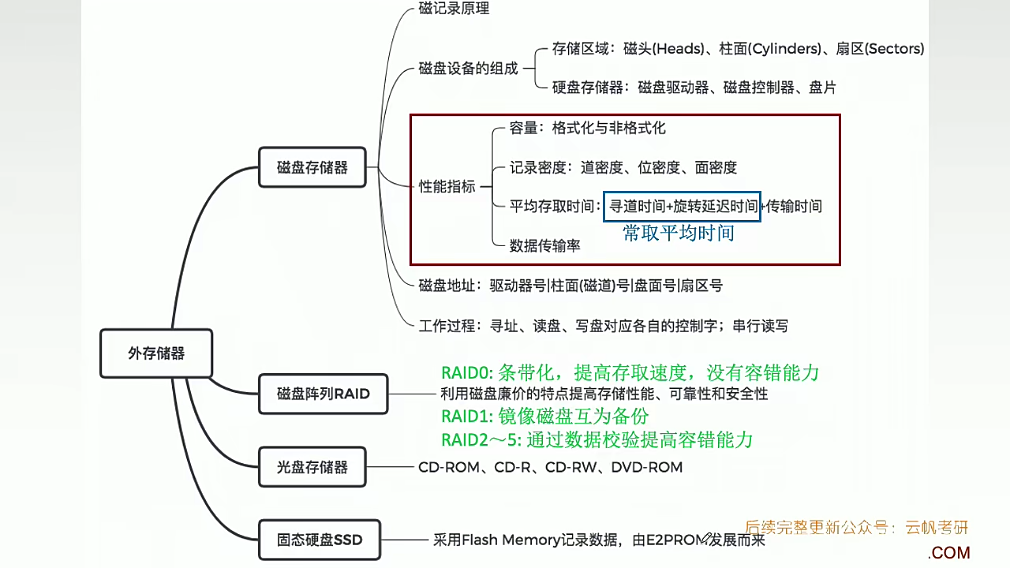 磁记录原理
存储区域：磁头(Heads)、柱面(Cylinders)、扇区(Sectors)
磁盘设备的组成
硬盘存储器：磁盘驱动器、磁盘控制器、盘片
容量：格式化与非格式化
磁盘存储器
记录密度：道密度、位密度、面密度
性能指标
平均存取时间：寻道时间+旋转延迟时间+传输时间
常取平均时间
数据传输率
磁盘地址：驱动器号|柱面(磁道)号|盘面号|扇区号
工作过程：寻址、读盘、写盘对应各自的控制字；串行读写
外存储器
RAID0: 条带化，提高存取速度，没有容错能力
磁盘阵列RAID
利用磁盘廉价的特点提高存储性能、可靠性和安全性
RAID1: 镜像磁盘互为备份
RAID2～5: 通过数据校验提高容错能力
光盘存储器
CD-ROM、CD-R、CD-RW、DVD-ROM
后续完整更新公众号：云帆考研
固态硬盘SSD
采用Flash Memory记录数据，由E2PROM发展而来
.COM